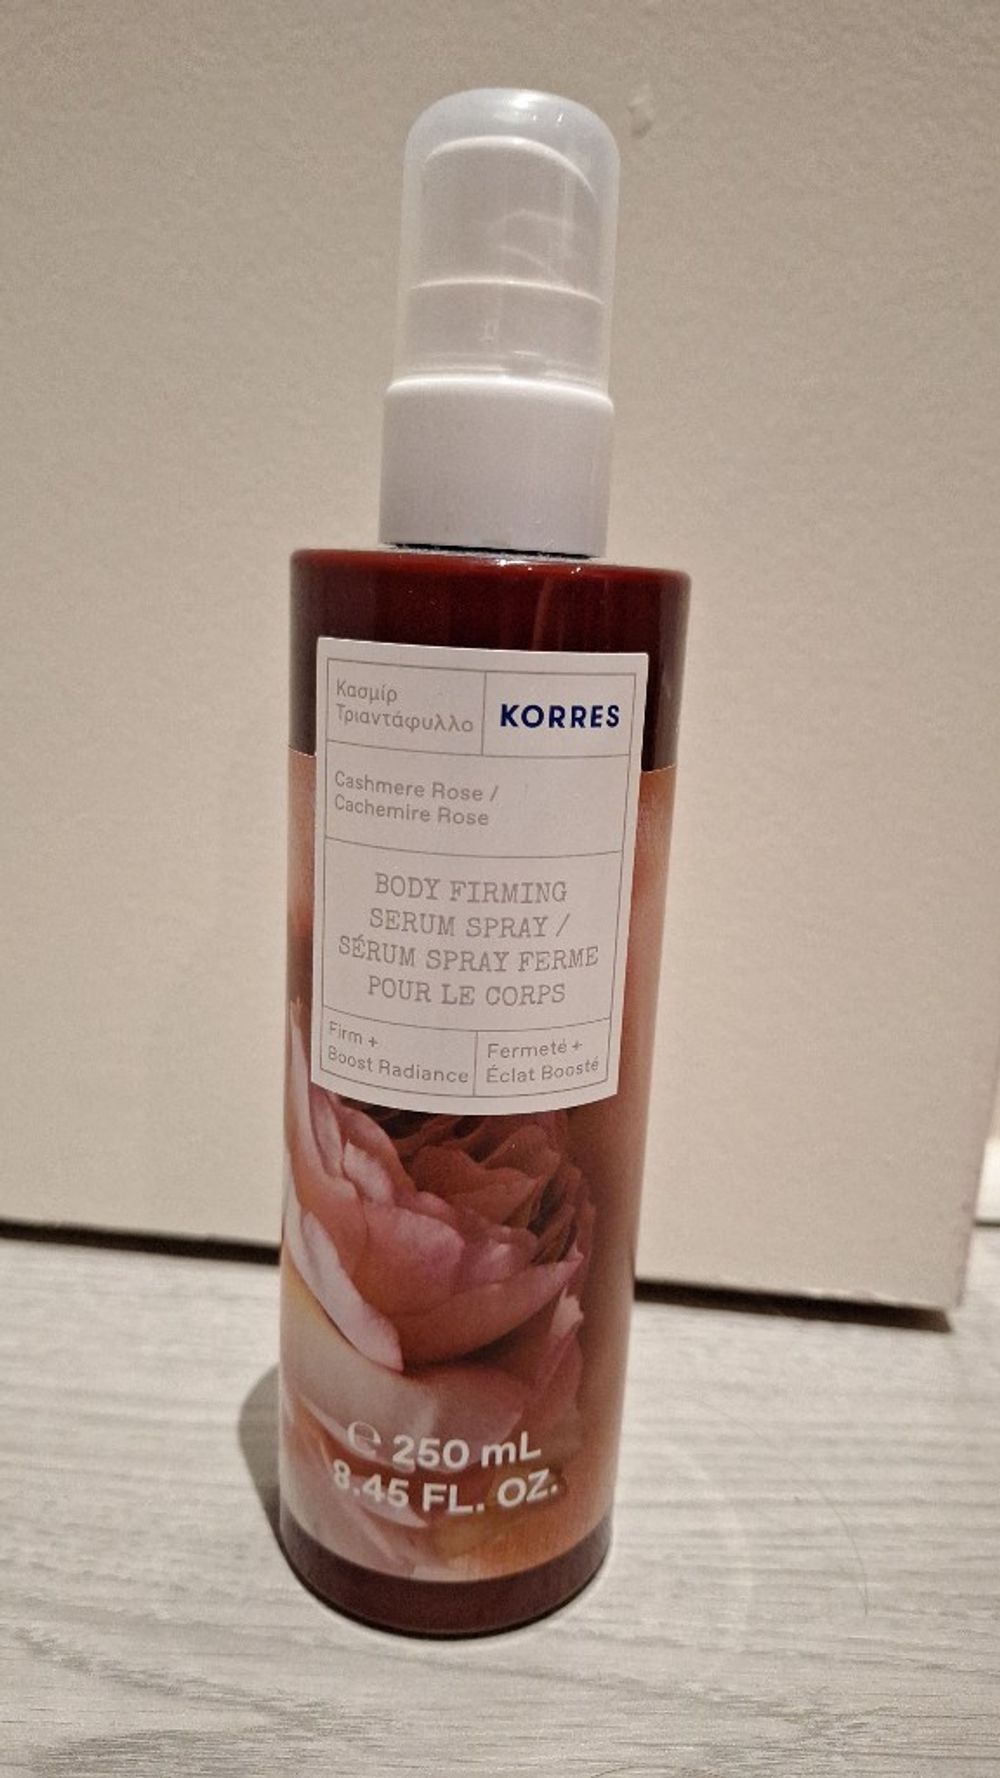 Κασμίρ
Τριαντάφυλλο
KORRES
Cashmere Rose /
Cachemire Rose
BODY FIRMING
SERUM SPRAY /
SÉRUM SPRAY FERME
POUR LE CORPS
Firm +
Boost Radiance
Fermeté +
Éclat Boosté
℮ 250 mL
8.45 FL. OZ.